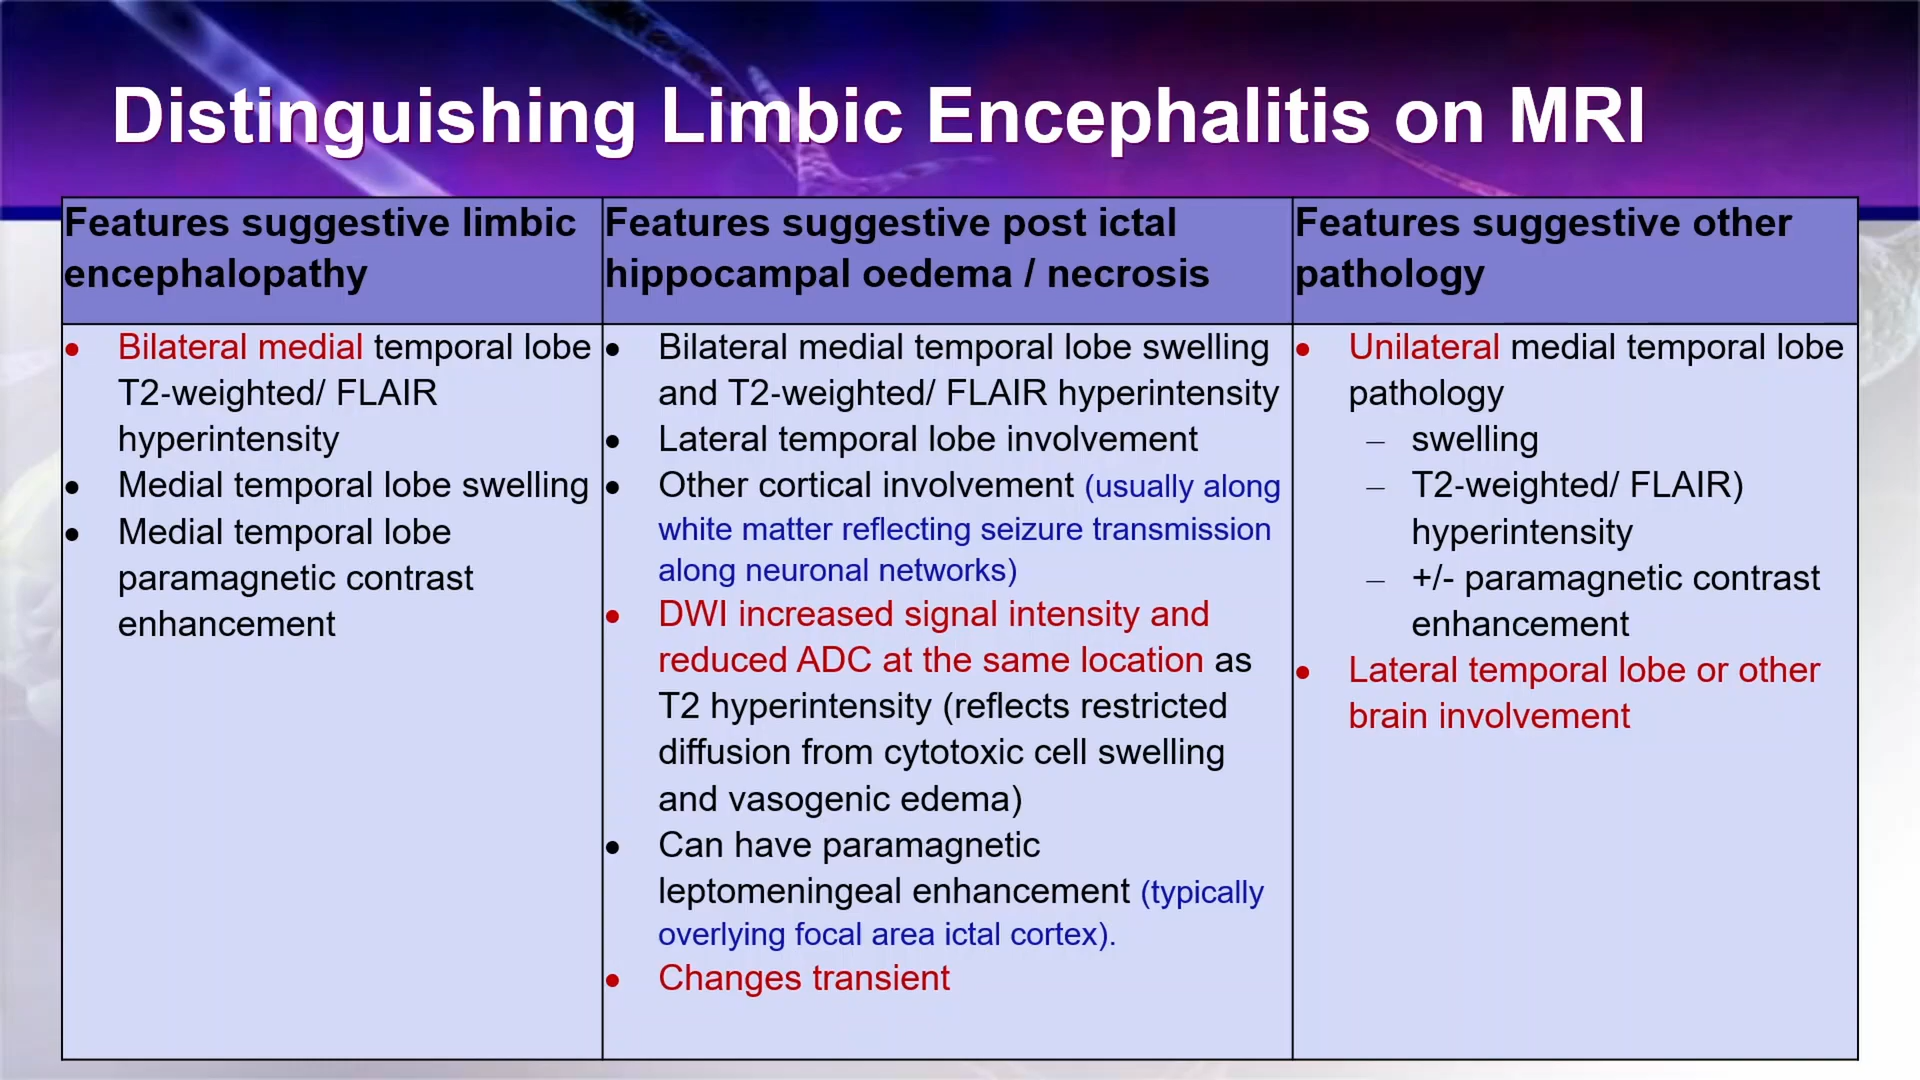 Distinguishing Limbic Encephalitis on MRI
Features suggestive limbic
encephalopathy
• Bilateral medial temporal lobe
T2-weighted/ FLAIR
hyperintensity
• Medial temporal lobe swelling
• Medial temporal lobe
paramagnetic contrast
enhancement
Features suggestive post ictal
hippocampal oedema / necrosis
• Bilateral medial temporal lobe swelling
and T2-weighted/ FLAIR hyperintensity
• Lateral temporal lobe involvement
• Other cortical involvement (usually along
white matter reflecting seizure transmission
along neuronal networks)
• DWI increased signal intensity and
reduced ADC at the same location as
T2 hyperintensity (reflects restricted
diffusion from cytotoxic cell swelling
and vasogenic edema)
• Can have paramagnetic
leptomeningeal enhancement (typically
overlying focal area ictal cortex).
• Changes transient
Features suggestive other
pathology
• Unilateral medial temporal lobe
pathology
– swelling
– T2-weighted/ FLAIR)
hyperintensity
– +/- paramagnetic contrast
enhancement
• Lateral temporal lobe or other
brain involvement